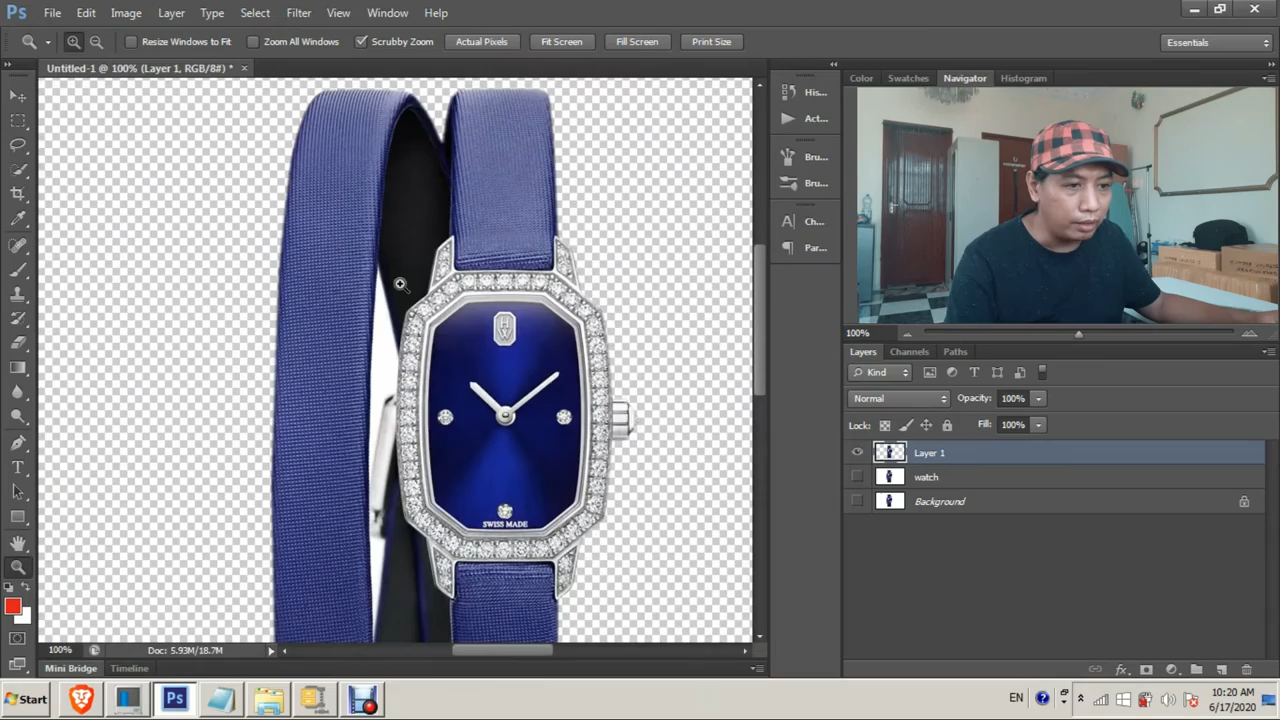 Ps File Edit Image Layer Type Select Filter View Window Help
Resize Windows to Fit Zoom All Windows Scrubby Zoom Actual Pixels Fit Screen Fill Screen Print Size Essentials
Untitled-1 @ 100% (Layer 1, RGB/8#) * ×
Color Swatches Navigator Histogram
His...
Act...
Bru...
Bru...
Ch...
Par...
100%
Layers Channels Paths
Kind
Normal Opacity: 100%
Lock: Fill: 100%
Layer 1
watch
Background
HW
SWISS MADE
100% Doc: 5.93M/18.7M
Mini Bridge Timeline
Start Ps EN 10:20 AM
6/17/2020